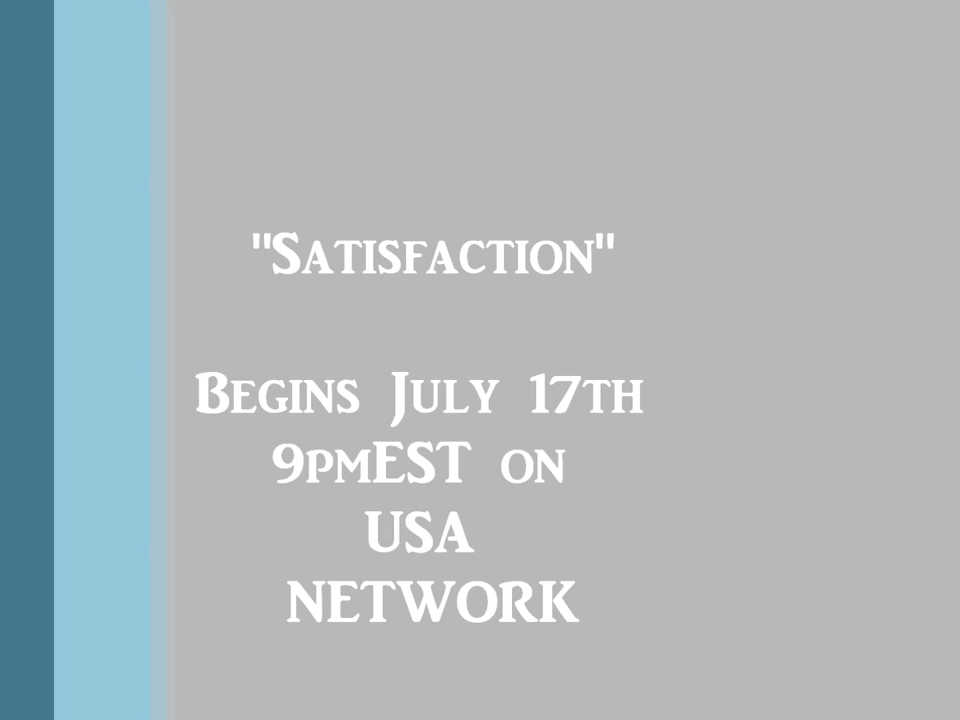 "Satisfaction"
Begins July 17th
9pmEST on
USA
NETWORK